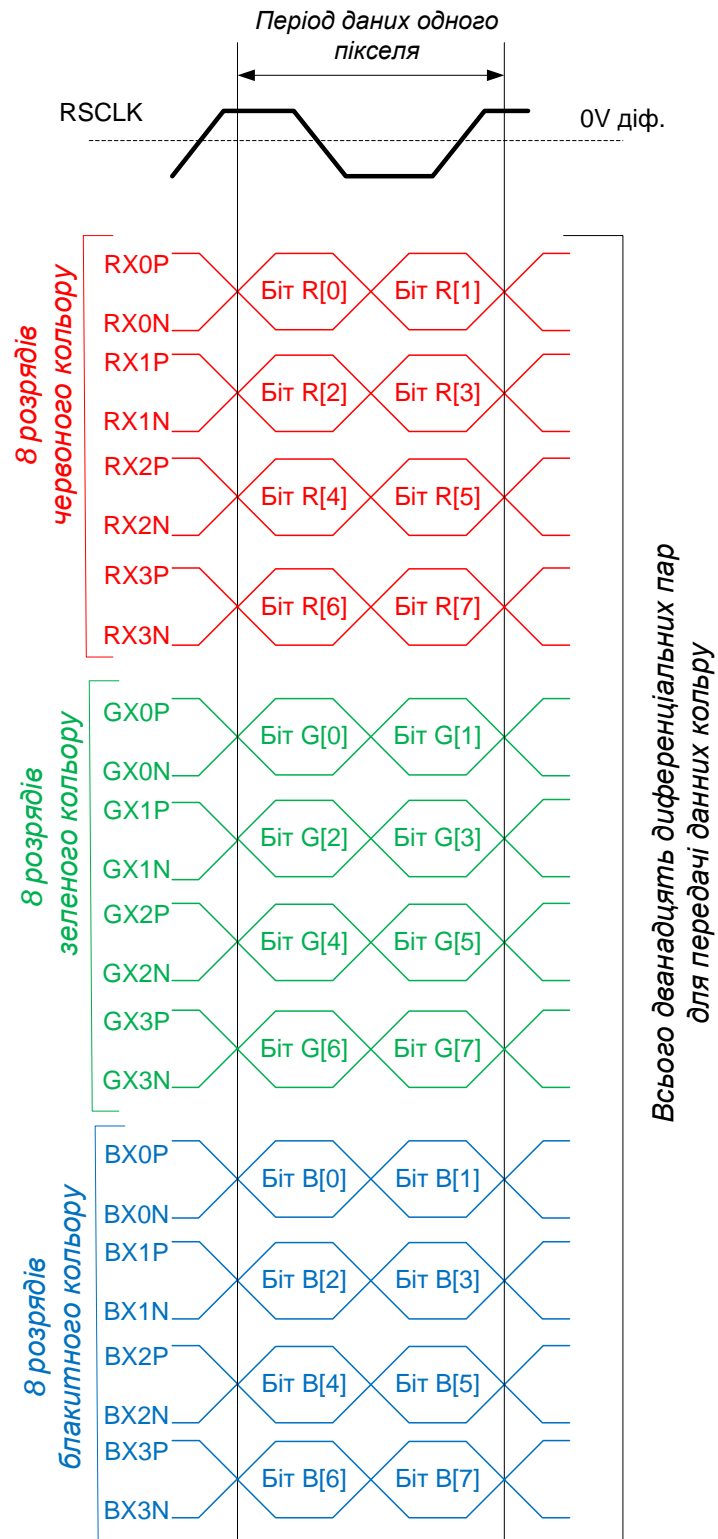 Період даних одного
пікселя
RSCLK
0V діф.
8 розрядів
червоного кольору
RX0P
Біт R[0]
Біт R[1]
RX0N
RX1P
Біт R[2]
Біт R[3]
RX1N
RX2P
Біт R[4]
Біт R[5]
RX2N
RX3P
Біт R[6]
Біт R[7]
RX3N
8 розрядів
зеленого кольору
GX0P
Біт G[0]
Біт G[1]
GX0N
GX1P
Біт G[2]
Біт G[3]
GX1N
GX2P
Біт G[4]
Біт G[5]
GX2N
GX3P
Біт G[6]
Біт G[7]
GX3N
8 розрядів
блакитного кольору
BX0P
Біт B[0]
Біт B[1]
BX0N
BX1P
Біт B[2]
Біт B[3]
BX1N
BX2P
Біт B[4]
Біт B[5]
BX2N
BX3P
Біт B[6]
Біт B[7]
BX3N
Всього дванадцять диференціальних пар
для передачі данних кольру